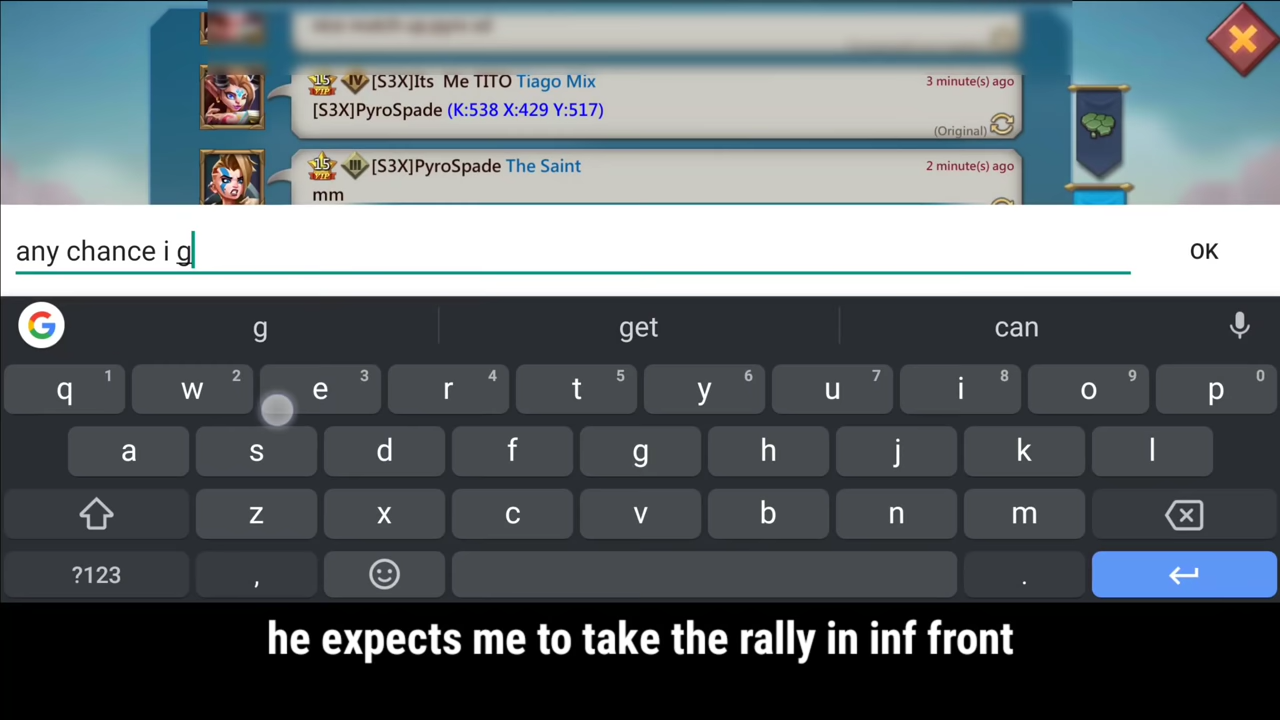 15 VIP IV [S3X]Its Me TITO Tiago Mix 3 minute(s) ago
[S3X]PyroSpade (K:538 X:429 Y:517)
(Original)
15 VIP III [S3X]PyroSpade The Saint 2 minute(s) ago
mm
any chance i g OK
G g get can
q 1 w 2 e 3 r 4 t 5 y 6 u 7 i 8 o 9 p 0
a s d f g h j k l
z x c v b n m
?123 , .
he expects me to take the rally in inf front